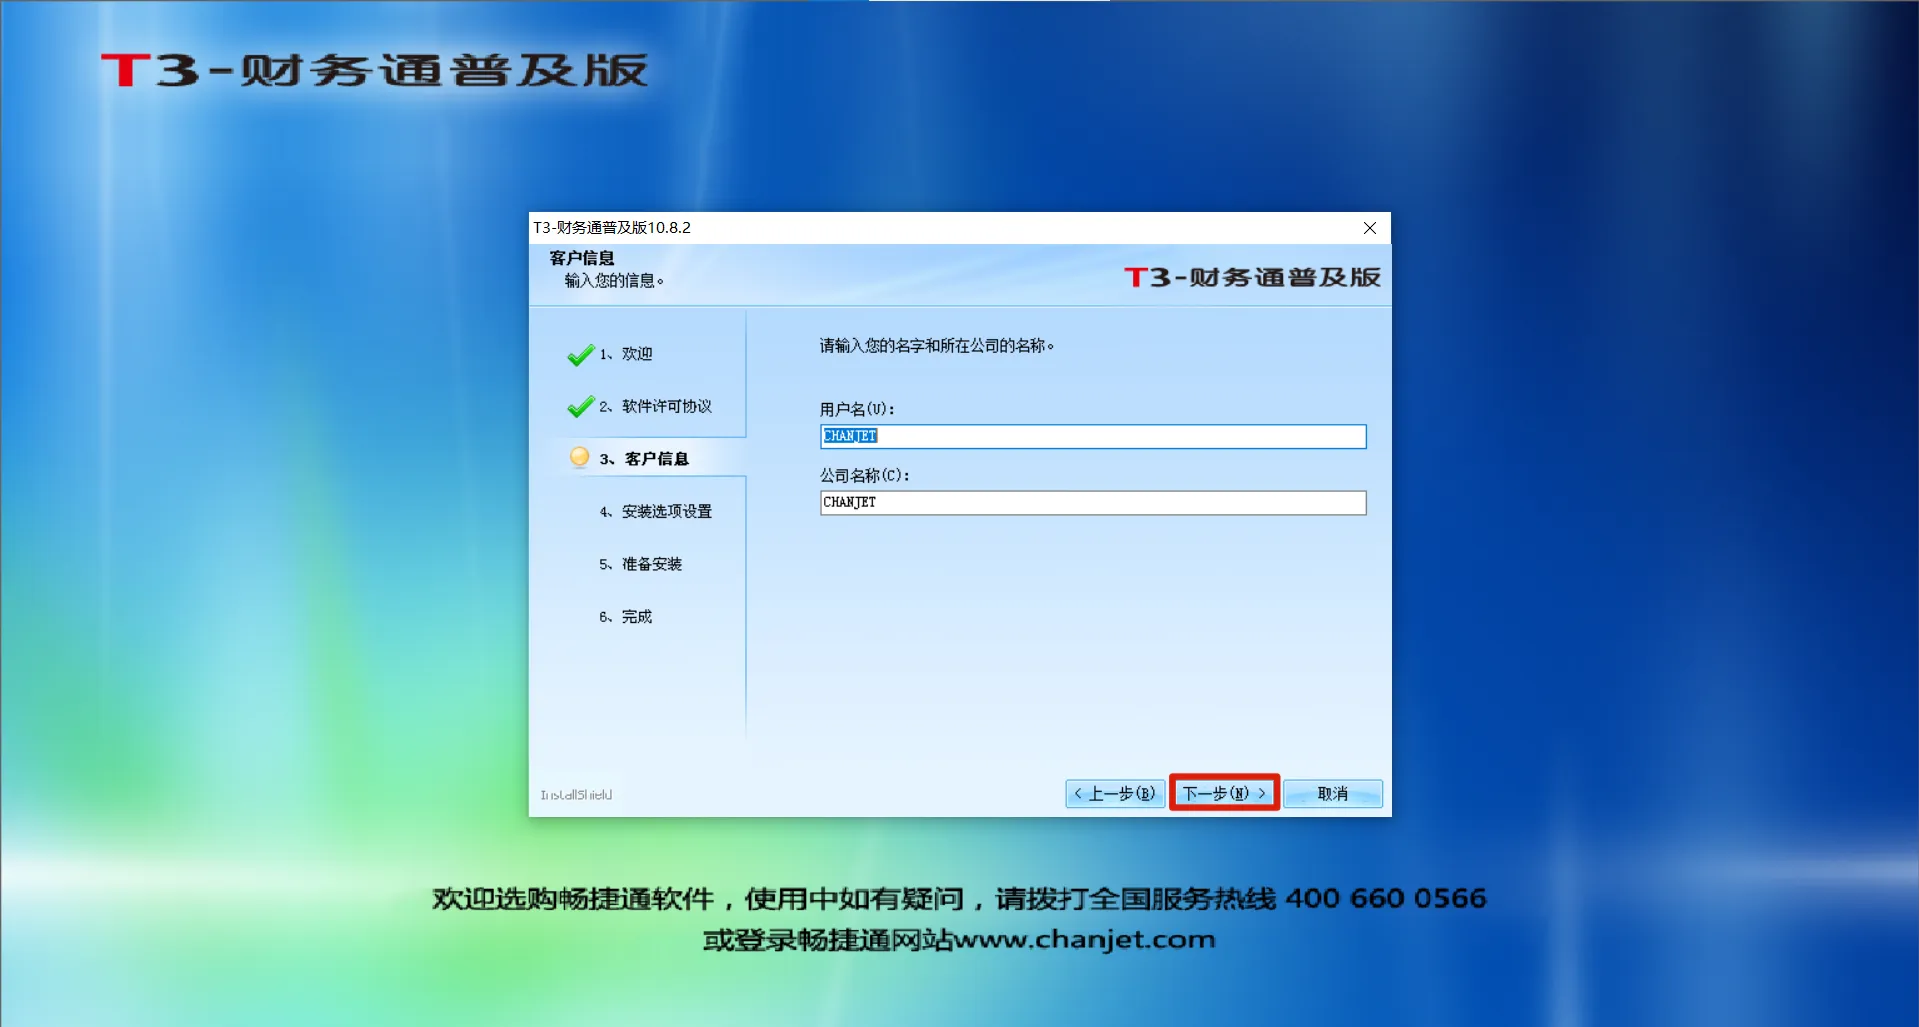 T3-财务通普及版
T3-财务通普及版10.8.2
客户信息
输入您的信息。
T3-财务通普及版
1、欢迎
2、软件许可协议
3、客户信息
4、安装选项设置
5、准备安装
6、完成
请输入您的名字和所在公司的名称。
用户名(U):
CHANJET
公司名称(C):
CHANJET
InstallShield
< 上一步(B)
下一步(N) >
取消
欢迎选购畅捷通软件，使用中如有疑问，请拨打全国服务热线 400 660 0566
或登录畅捷通网站www.chanjet.com